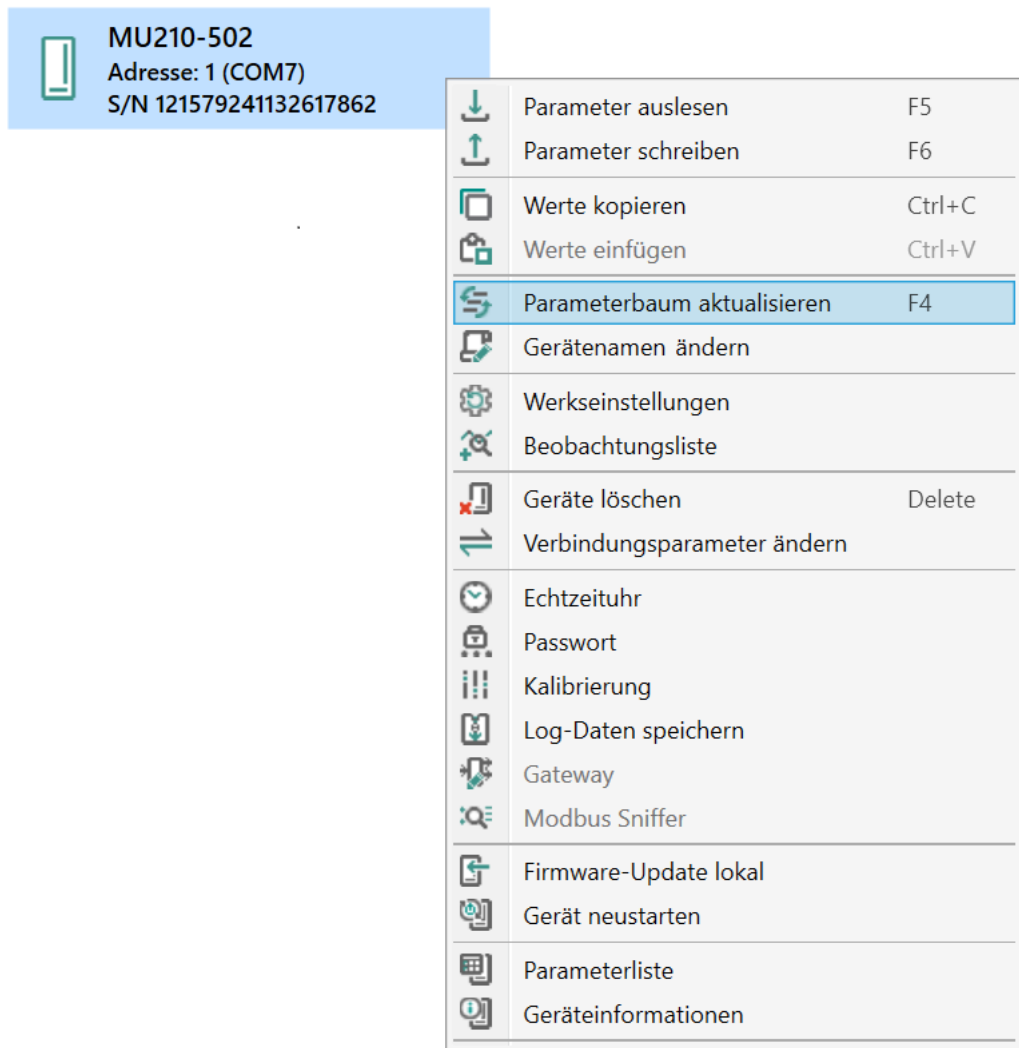 MU210-502
Adresse: 1 (COM7)
S/N 121579241132617862
Parameter auslesen F5
Parameter schreiben F6
Werte kopieren Ctrl+C
Werte einfügen Ctrl+V
Parameterbaum aktualisieren F4
Gerätenamen ändern
Werkseinstellungen
Beobachtungsliste
Geräte löschen Delete
Verbindungsparameter ändern
Echtzeituhr
Passwort
Kalibrierung
Log-Daten speichern
Gateway
Modbus Sniffer
Firmware-Update lokal
Gerät neustarten
Parameterliste
Geräteinformationen